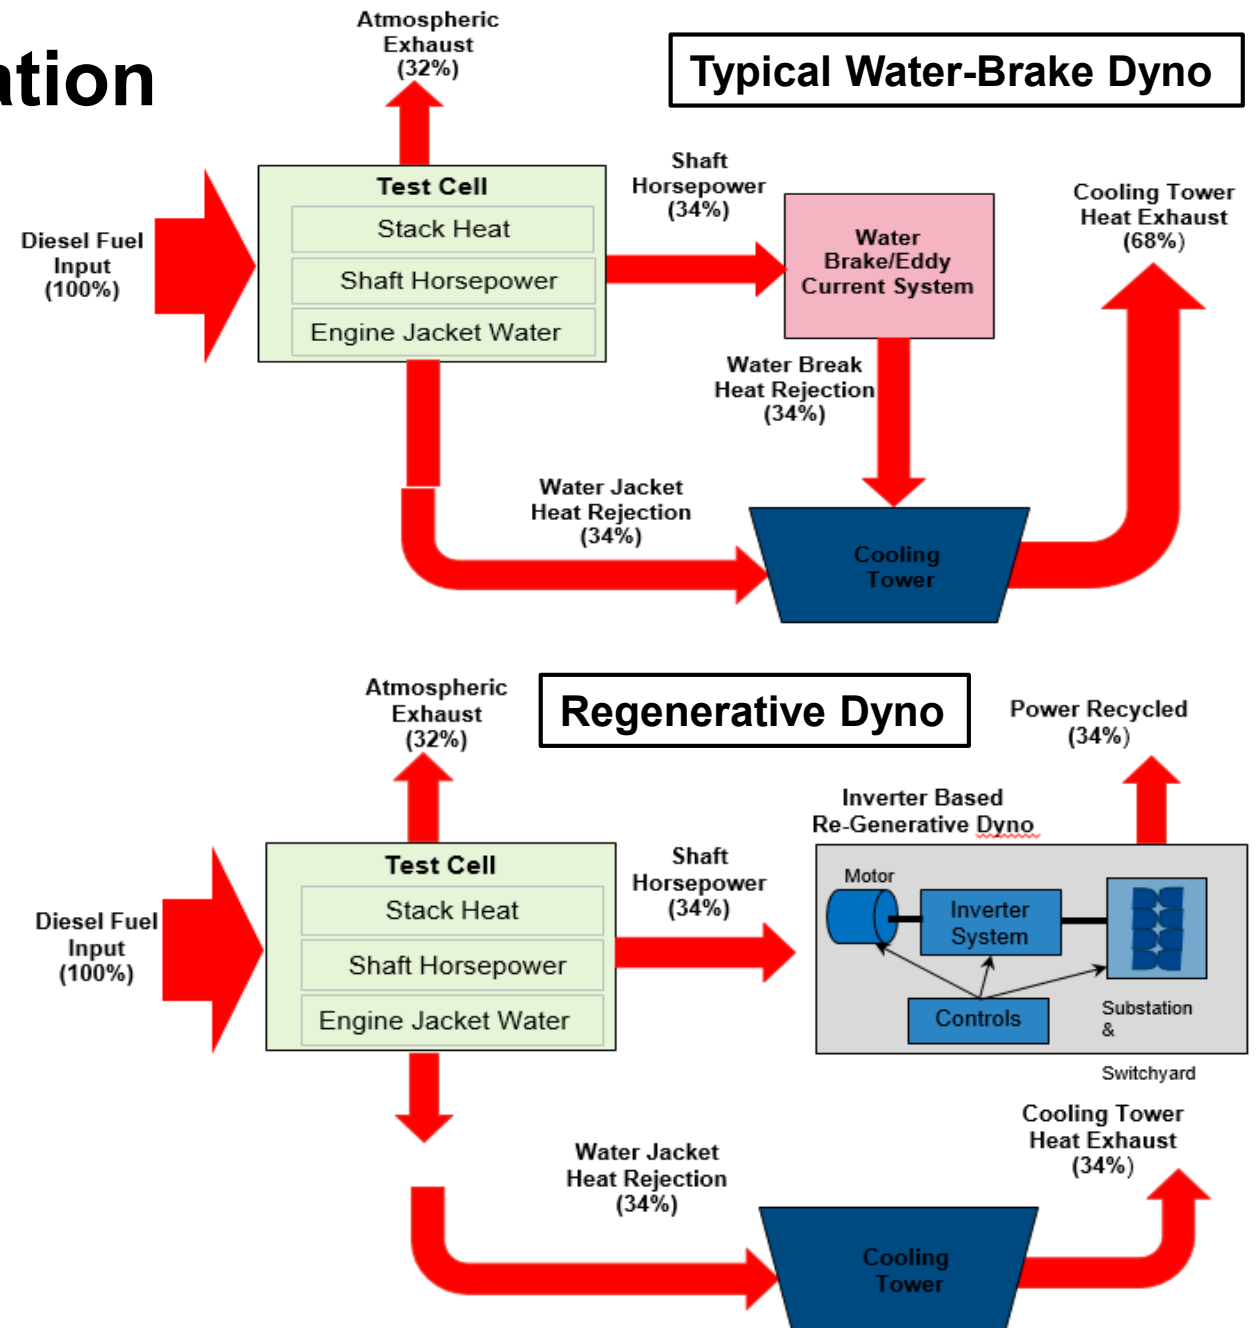 ation
Typical Water-Brake Dyno
Atmospheric
Exhaust
(32%)
Diesel Fuel
Input
(100%)
Test Cell
Stack Heat
Shaft Horsepower
Engine Jacket Water
Shaft
Horsepower
(34%)
Water
Brake/Eddy
Current System
Cooling Tower
Heat Exhaust
(68%)
Water Break
Heat Rejection
(34%)
Water Jacket
Heat Rejection
(34%)
Cooling
Tower
Regenerative Dyno
Atmospheric
Exhaust
(32%)
Power Recycled
(34%)
Diesel Fuel
Input
(100%)
Test Cell
Stack Heat
Shaft Horsepower
Engine Jacket Water
Shaft
Horsepower
(34%)
Inverter Based
Re-Generative Dyno
Motor
Inverter
System
Controls
Substation
&
Switchyard
Water Jacket
Heat Rejection
(34%)
Cooling Tower
Heat Exhaust
(34%)
Cooling
Tower